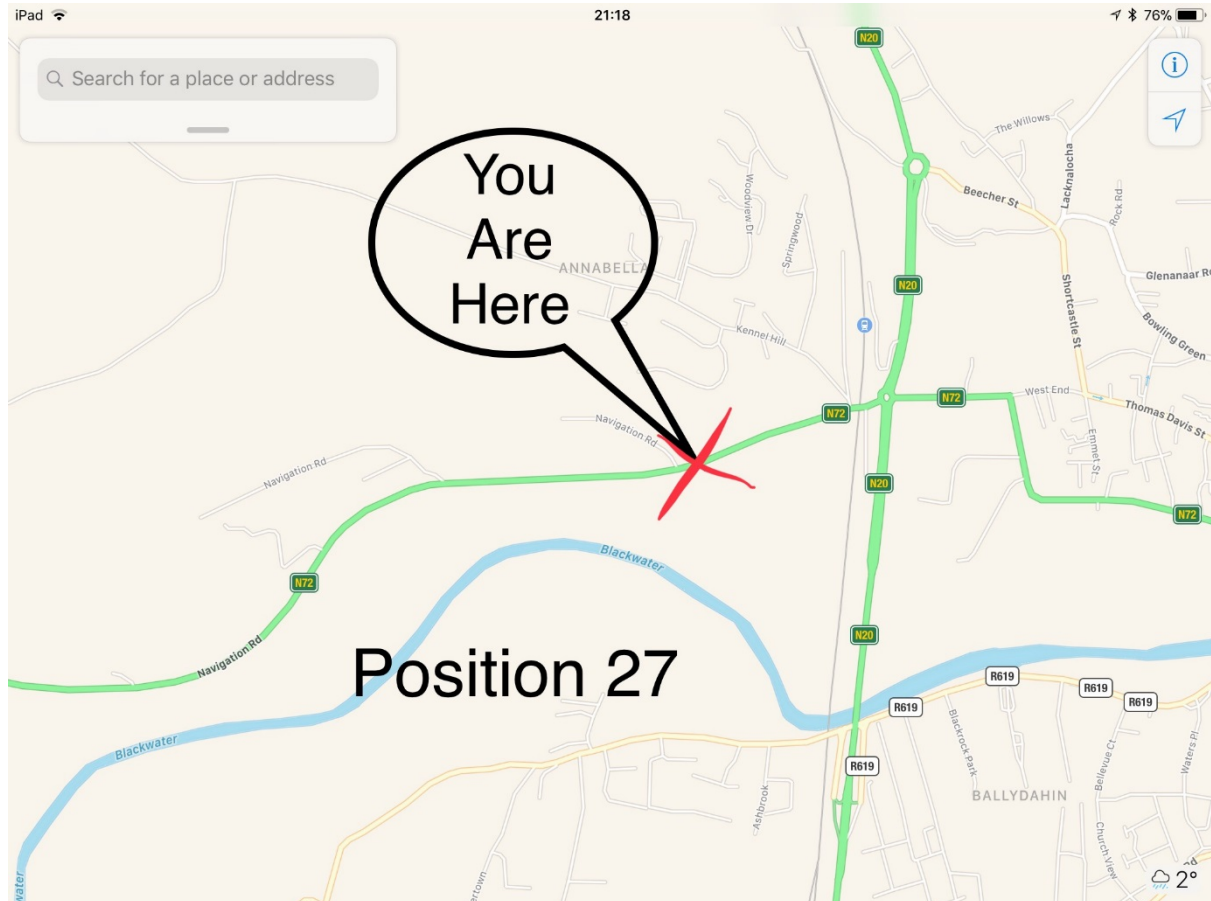 iPad
21:18
76%
Search for a place or address
You
Are
Here
Position 27
N20
The Willows
Lacknalocha
Beecher St
Rock Rd
Woodview Dr
Springwood
ANNABELLA
N20
Glenanaar
Shortcastle St
Bowling Green
Kennel Hill
West End
N72
N72
Thomas Davis St
Navigation Rd
Emmet St
Navigation Rd
N20
N72
Blackwater
N72
N20
Navigation Rd
R619
R619
R619
Blackwater
Blackrock Park
Bellevue Ct
Waters Pl
R619
BALLYDAHIN
Ashbrook
Church View
2°